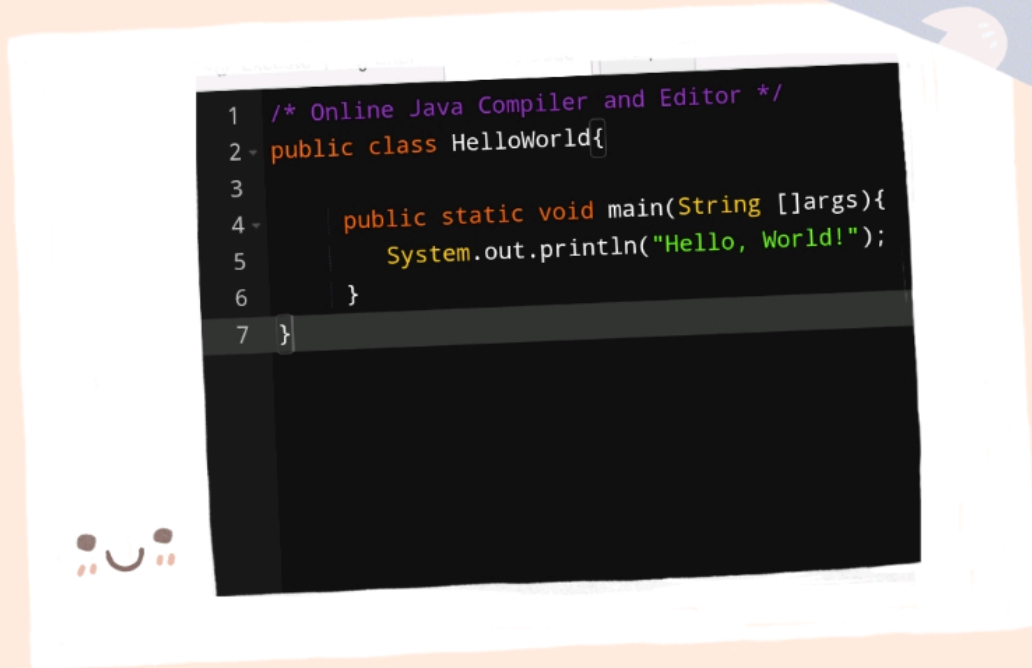 1 /* Online Java Compiler and Editor */
2 public class HelloWorld{
3
4 public static void main(String []args){
5 System.out.println("Hello, World!");
6 }
7 }